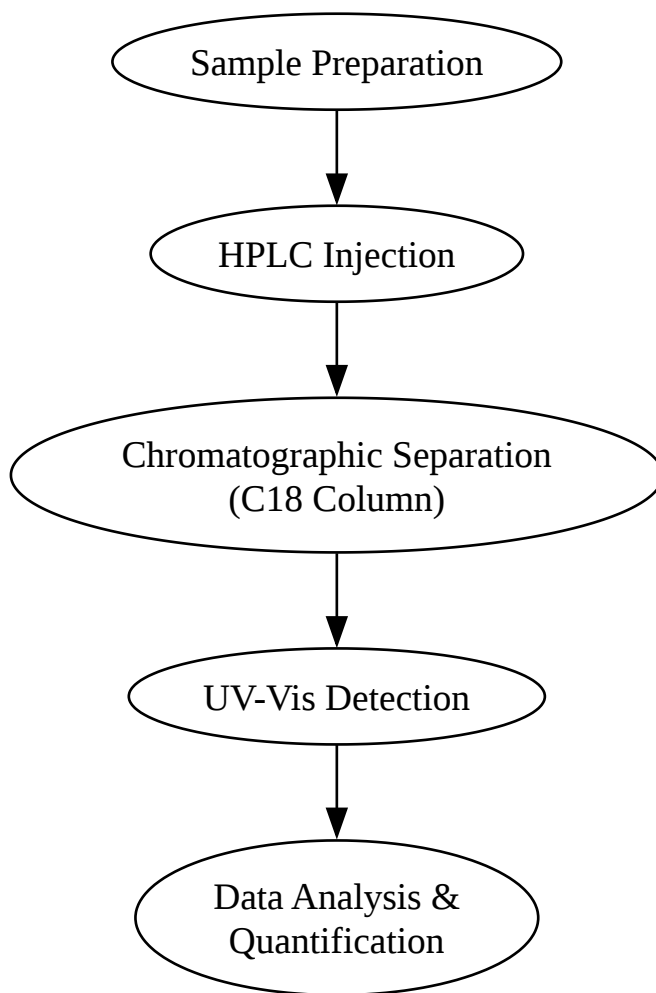 Sample Preparation
HPLC Injection
Chromatographic Separation
(C18 Column)
UV-Vis Detection
Data Analysis &
Quantification